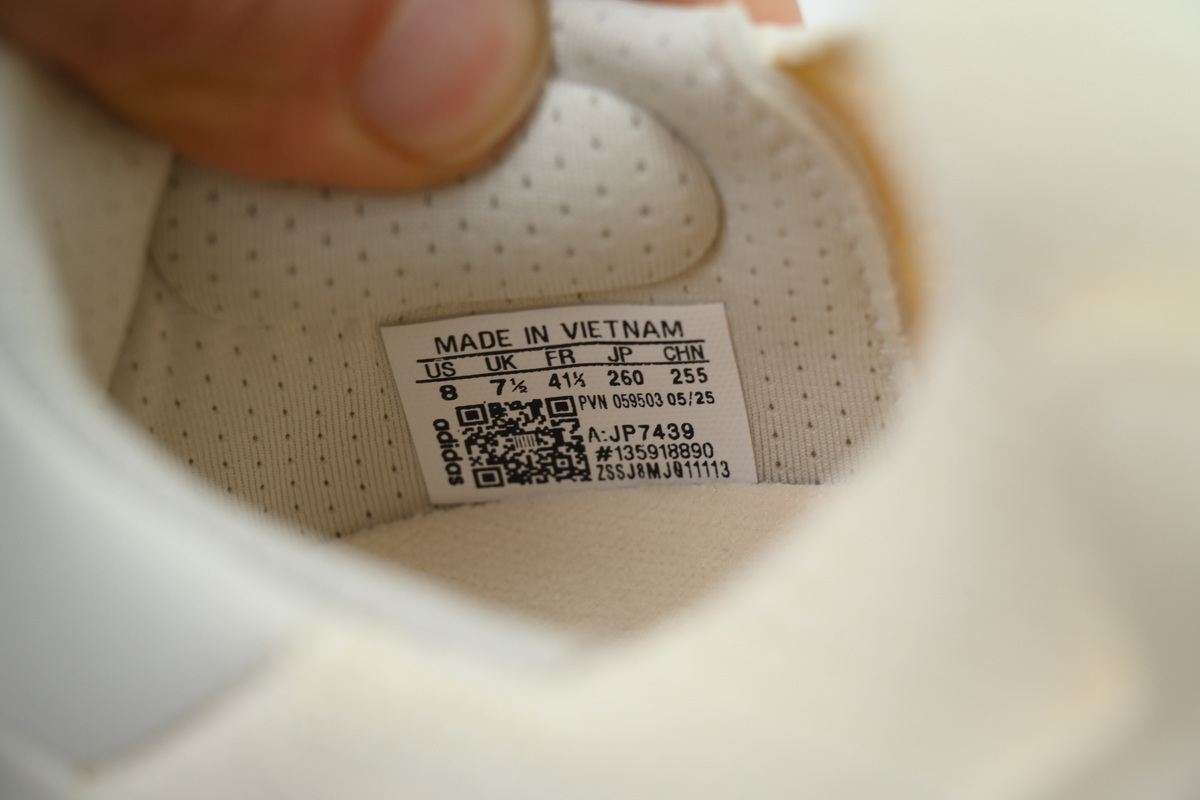 MADE IN VIETNAM
US UK FR JP CHN
8 7½ 41⅓ 260 255
PVN 059503 05/25
adidas
A:JP7439
#135918890
ZSSJ8MJQ11113